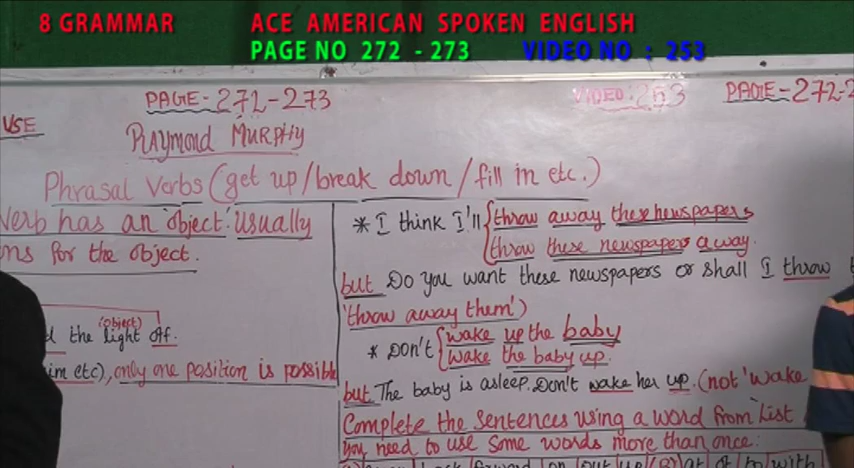 8 GRAMMAR ACE AMERICAN SPOKEN ENGLISH
PAGE NO 272 - 273 VIDEO NO : 253
PAGE-272-273
VIDEO: 253
PAGE-272-2
USE
RAYMOND MURPHY
Phrasal Verbs (get up/break down/fill in etc.)
verb has an object. Usually
ons for the object.
(object)
the light off.
im etc), only one position is possible
* I think I'll { throw away these newspapers
throw these newspapers away.
but Do you want these newspapers or shall I throw
'throw away them')
* DON'T { wake up the baby
wake the baby up.
but The baby is asleep. Don't wake her up. (not 'wake
Complete the sentences using a word from list
you need to use some words more than once: